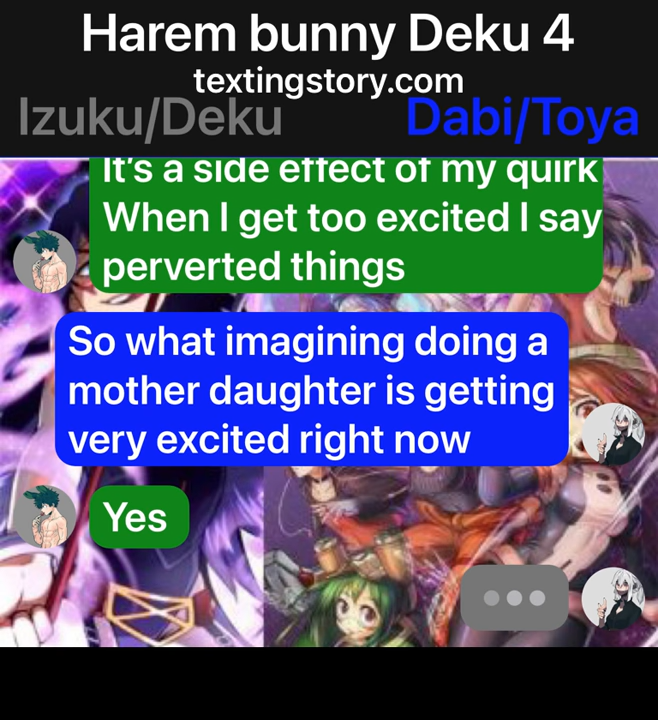 Harem bunny Deku 4
textingstory.com
Izuku/Deku
Dabi/Toya
It's a side effect of my quirk
When I get too excited I say
perverted things
So what imagining doing a
mother daughter is getting
very excited right now
Yes